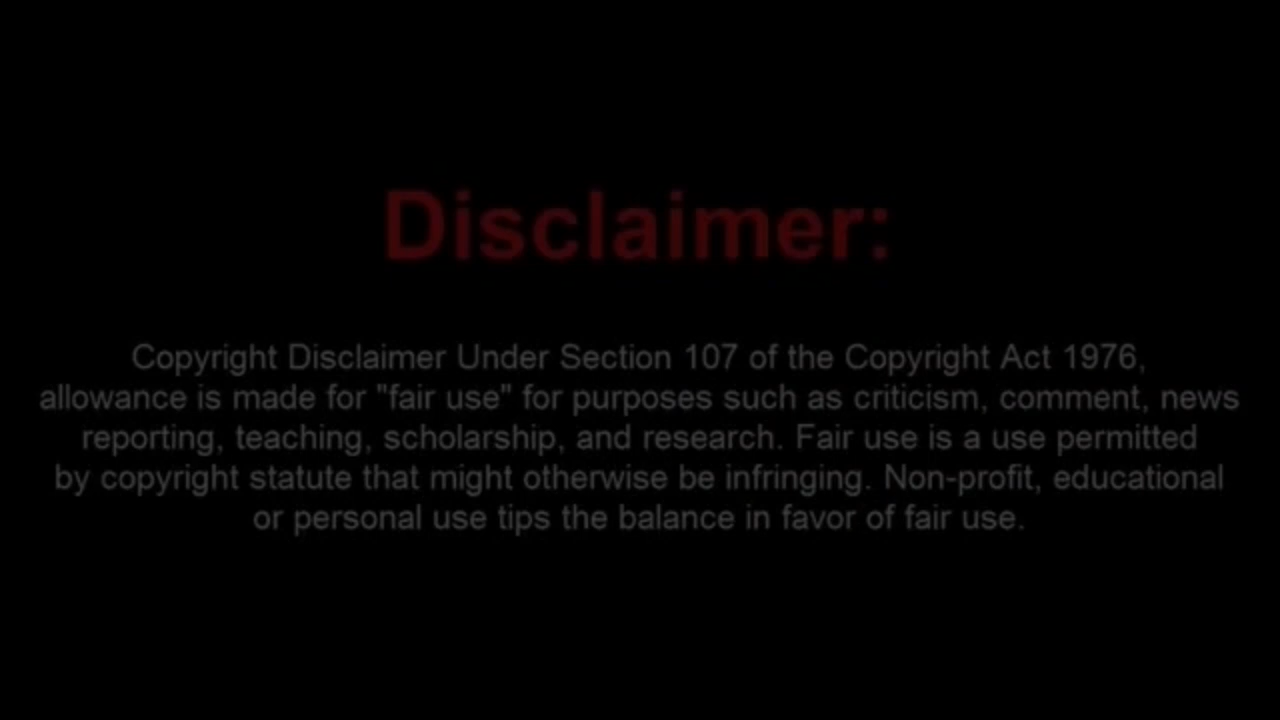 Disclaimer:
Copyright Disclaimer Under Section 107 of the Copyright Act 1976,
allowance is made for "fair use" for purposes such as criticism, comment, news
reporting, teaching, scholarship, and research. Fair use is a use permitted
by copyright statute that might otherwise be infringing. Non-profit, educational
or personal use tips the balance in favor of fair use.